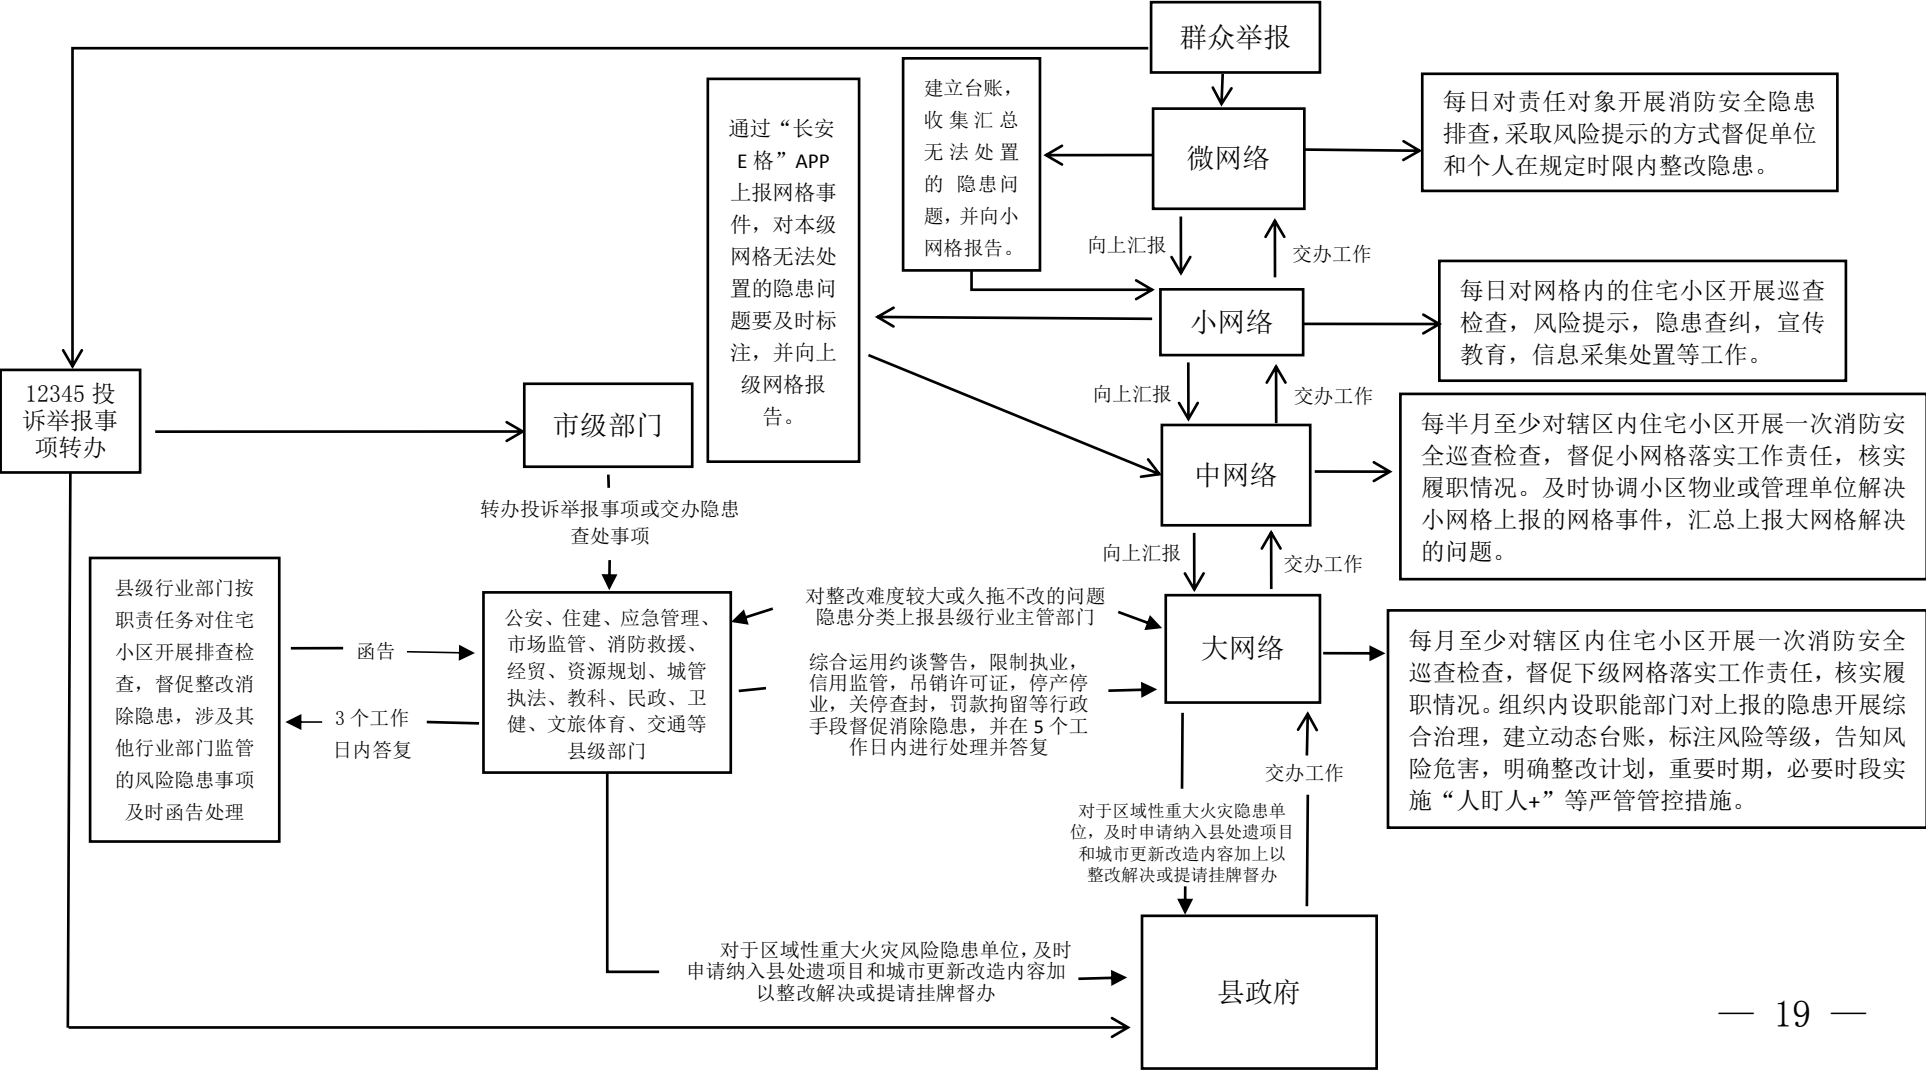 群众举报
建立台账，
收集汇总
无法处置
的 隐患问
题，并向小
网格报告。
通过“长安
E 格”APP
上报网格事
件，对本级
网格无法处
置的隐患问
题要及时标
注，并向上
级网格报
告。
微网络
每日对责任对象开展消防安全隐患
排查，采取风险提示的方式督促单位
和个人在规定时限内整改隐患。
向上汇报
交办工作
小网络
每日对网格内的住宅小区开展巡查
检查，风险提示，隐患查纠，宣传
教育，信息采集处置等工作。
12345 投
诉举报事
项转办
市级部门
向上汇报
交办工作
中网络
每半月至少对辖区内住宅小区开展一次消防安
全巡查检查，督促小网格落实工作责任，核实
履职情况。及时协调小区物业或管理单位解决
小网格上报的网格事件，汇总上报大网格解决
的问题。
转办投诉举报事项或交办隐患
查处事项
向上汇报
交办工作
县级行业部门按
职责任务对住宅
小区开展排查检
查，督促整改消
除隐患，涉及其
他行业部门监管
的风险隐患事项
及时函告处理
函告
3 个工作
日内答复
公安、住建、应急管理、
市场监管、消防救援、
经贸、资源规划、城管
执法、教科、民政、卫
健、文旅体育、交通等
县级部门
对整改难度较大或久拖不改的问题
隐患分类上报县级行业主管部门
综合运用约谈警告，限制执业，
信用监管，吊销许可证，停产停
业，关停查封，罚款拘留等行政
手段督促消除隐患，并在 5 个工
作日内进行处理并答复
大网络
每月至少对辖区内住宅小区开展一次消防安全
巡查检查，督促下级网格落实工作责任，核实履
职情况。组织内设职能部门对上报的隐患开展综
合治理，建立动态台账，标注风险等级，告知风
险危害，明确整改计划，重要时期，必要时段实
施“人盯人+”等严管管控措施。
交办工作
对于区域性重大火灾隐患单
位，及时申请纳入县处遗项目
和城市更新改造内容加上以
整改解决或提请挂牌督办
对于区域性重大火灾风险隐患单位，及时
申请纳入县处遗项目和城市更新改造内容加
以整改解决或提请挂牌督办
县政府
— 19 —